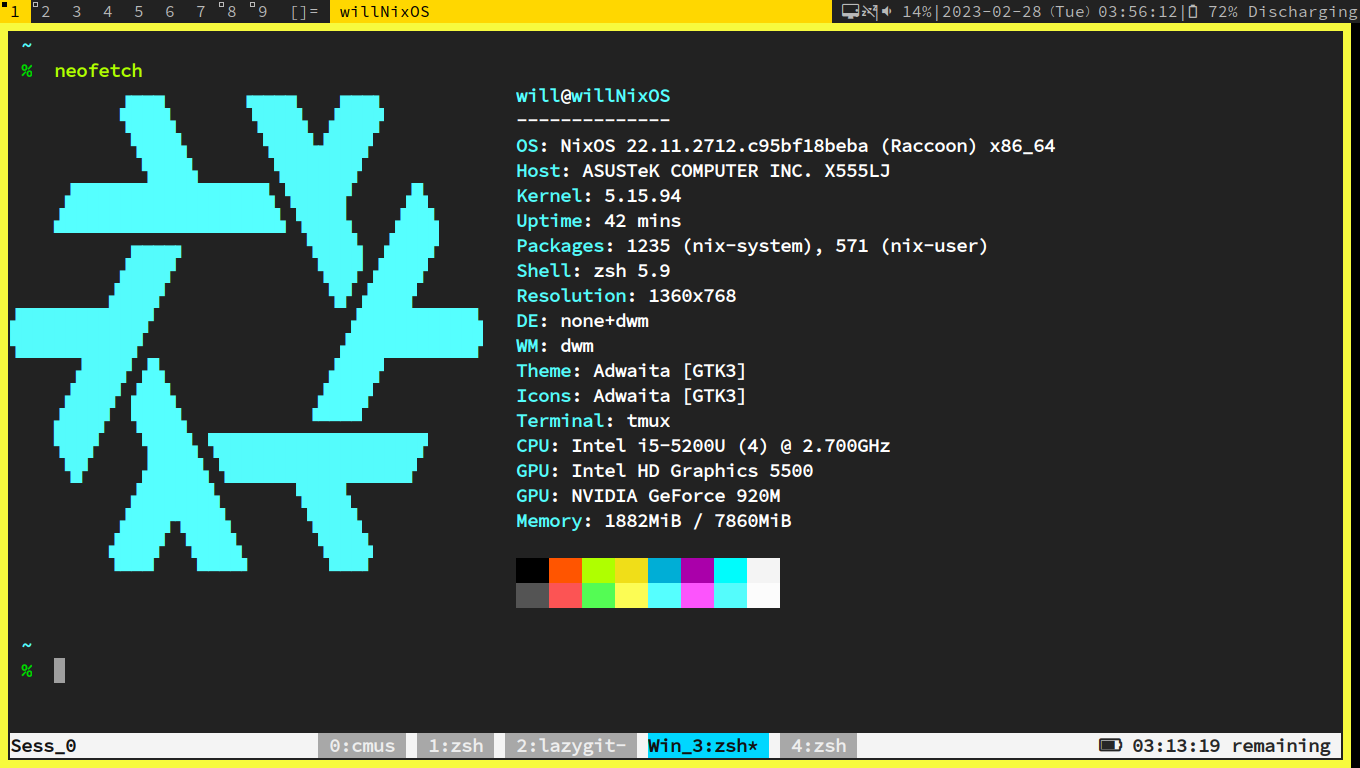 1 2 3 4 5 6 7 8 9 []= willNixOS 14%|2023-02-28 (Tue) 03:56:12| 72% Discharging
~
% neofetch
will@willNixOS
--------------
OS: NixOS 22.11.2712.c95bf18beba (Raccoon) x86_64
Host: ASUSTeK COMPUTER INC. X555LJ
Kernel: 5.15.94
Uptime: 42 mins
Packages: 1235 (nix-system), 571 (nix-user)
Shell: zsh 5.9
Resolution: 1360x768
DE: none+dwm
WM: dwm
Theme: Adwaita [GTK3]
Icons: Adwaita [GTK3]
Terminal: tmux
CPU: Intel i5-5200U (4) @ 2.700GHz
GPU: Intel HD Graphics 5500
GPU: NVIDIA GeForce 920M
Memory: 1882MiB / 7860MiB
~
%
Sess_0 0:cmus 1:zsh 2:lazygit- Win_3:zsh* 4:zsh 03:13:19 remaining